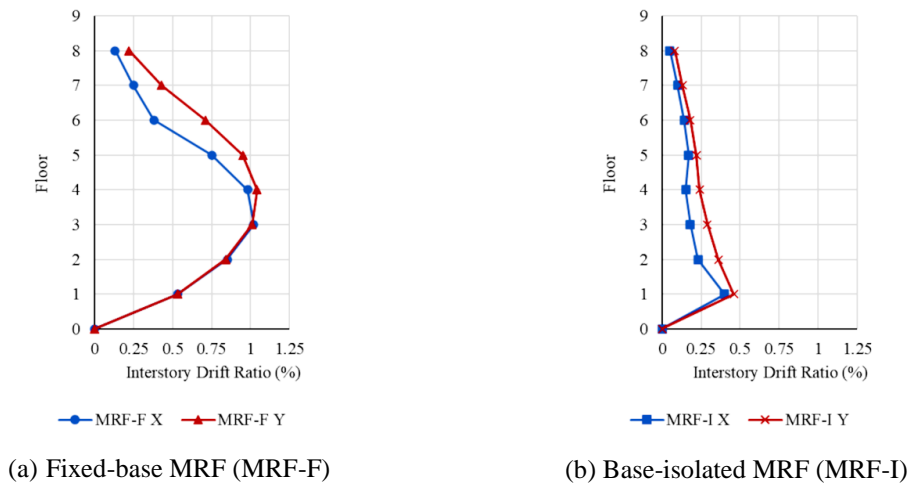 9
8
7
6
5
4
3
2
1
0
Floor
0 0.25 0.5 0.75 1 1.25
Interstory Drift Ratio (%)
MRF-F X MRF-F Y
(a) Fixed-base MRF (MRF-F)
9
8
7
6
5
4
3
2
1
0
Floor
0 0.25 0.5 0.75 1 1.25
Interstory Drift Ratio (%)
MRF-I X MRF-I Y
(b) Base-isolated MRF (MRF-I)